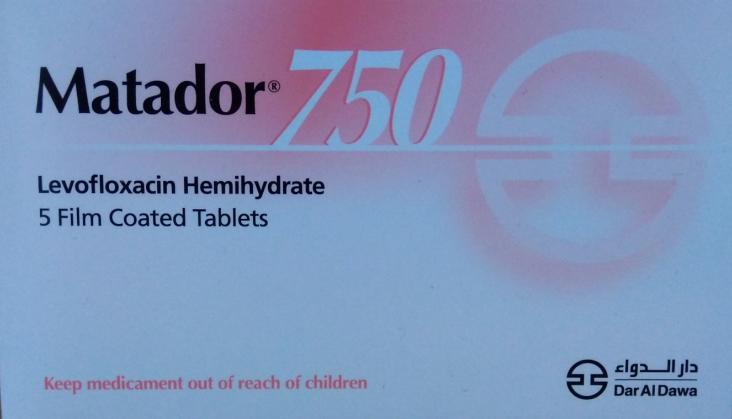 Matador® 750
Levofloxacin Hemihydrate
5 Film Coated Tablets
Keep medicament out of reach of children
دار الدواء
Dar Al Dawa